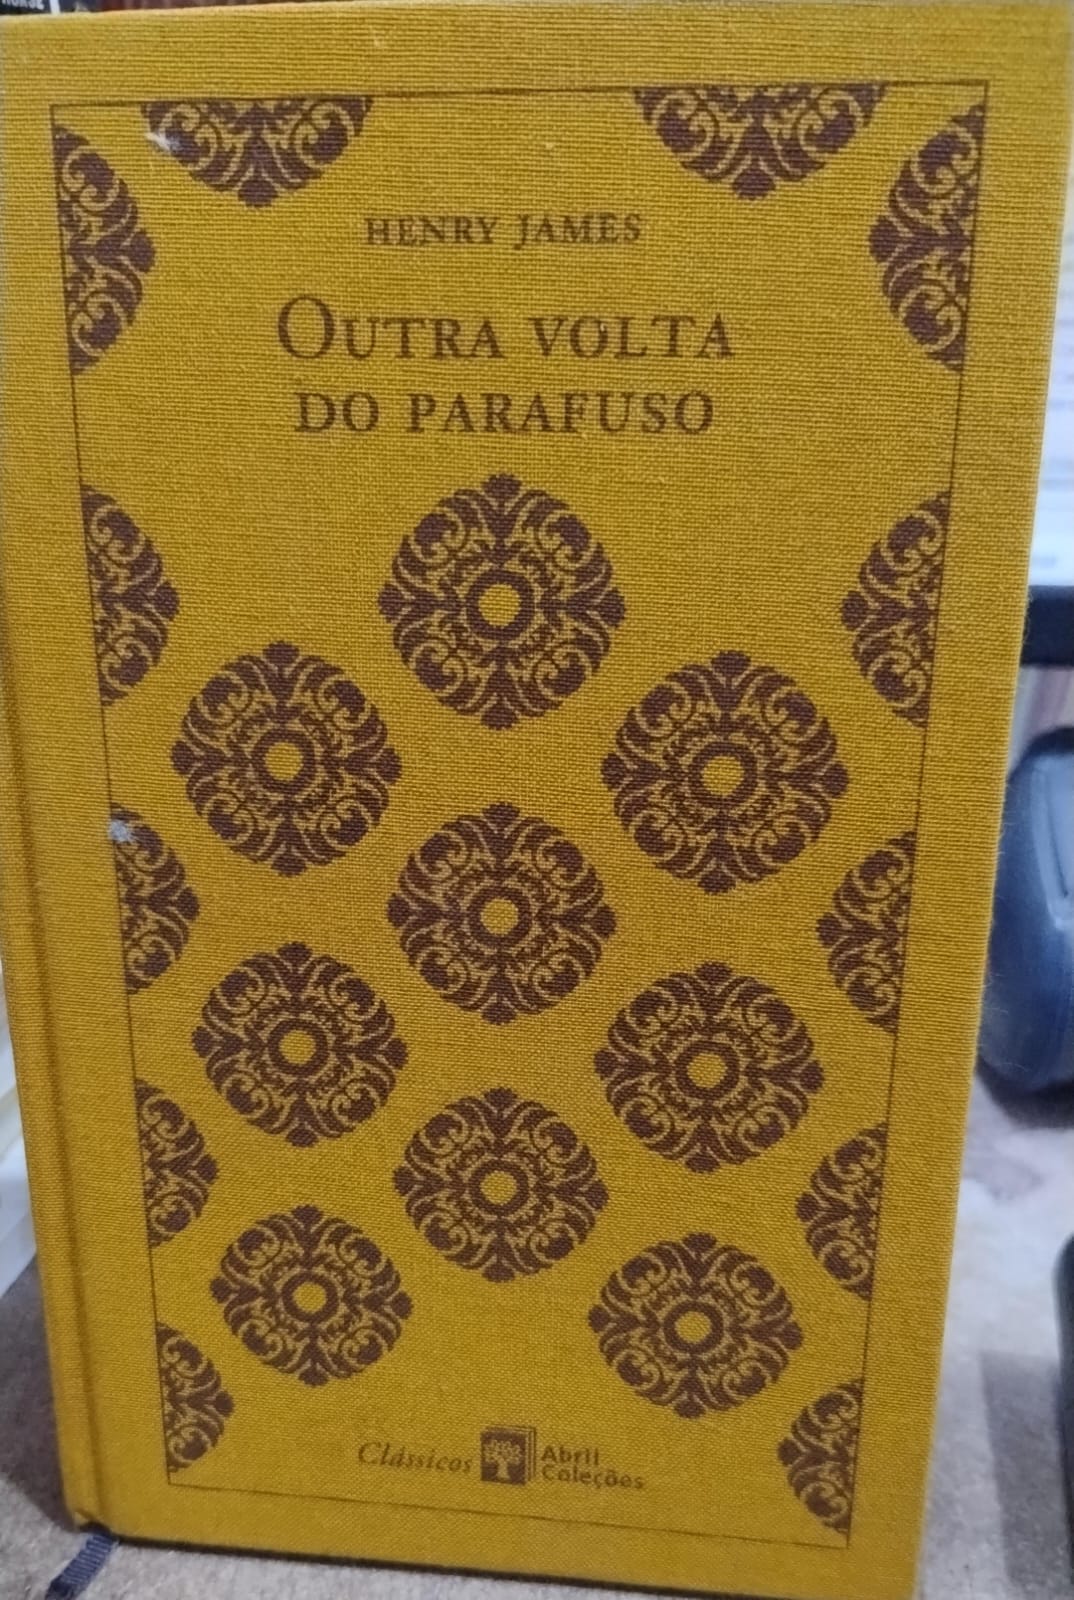 HENRY JAMES
OUTRA VOLTA
DO PARAFUSO
Clássicos Abril
Coleções